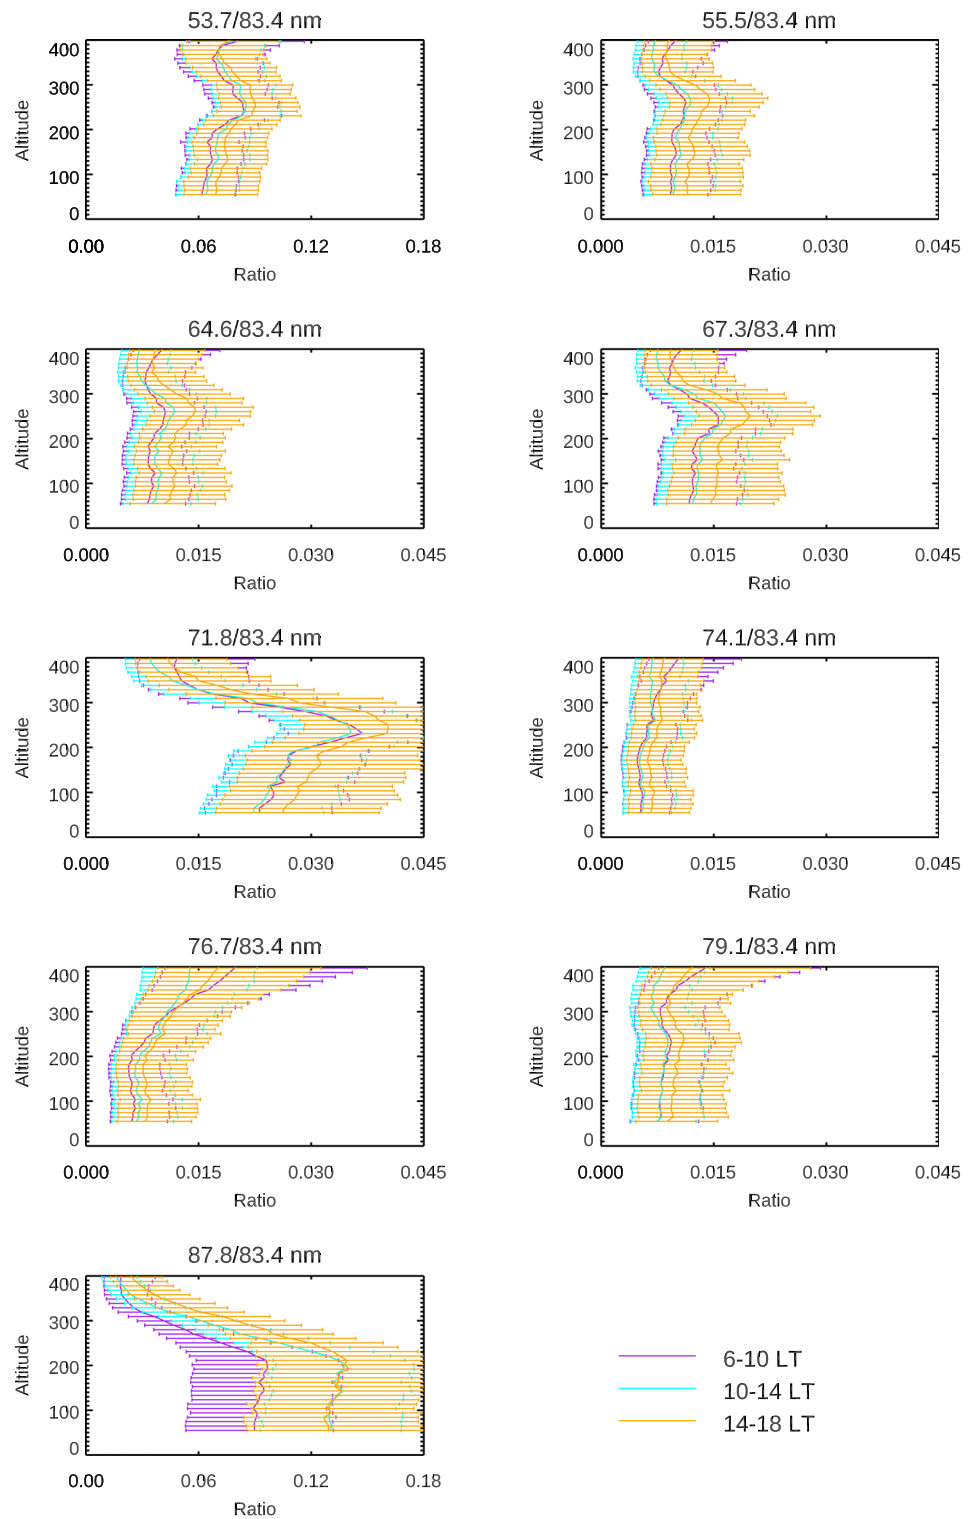 53.7/83.4 nm
55.5/83.4 nm
400
300
200
100
0
Altitude
0.00 0.06 0.12 0.18
Ratio
400
300
200
100
0
Altitude
0.000 0.015 0.030 0.045
Ratio
64.6/83.4 nm
67.3/83.4 nm
400
300
200
100
0
Altitude
0.000 0.015 0.030 0.045
Ratio
400
300
200
100
0
Altitude
0.000 0.015 0.030 0.045
Ratio
71.8/83.4 nm
74.1/83.4 nm
400
300
200
100
0
Altitude
0.000 0.015 0.030 0.045
Ratio
400
300
200
100
0
Altitude
0.000 0.015 0.030 0.045
Ratio
76.7/83.4 nm
79.1/83.4 nm
400
300
200
100
0
Altitude
0.000 0.015 0.030 0.045
Ratio
400
300
200
100
0
Altitude
0.000 0.015 0.030 0.045
Ratio
87.8/83.4 nm
400
300
200
100
0
Altitude
0.00 0.06 0.12 0.18
Ratio
6-10 LT
10-14 LT
14-18 LT